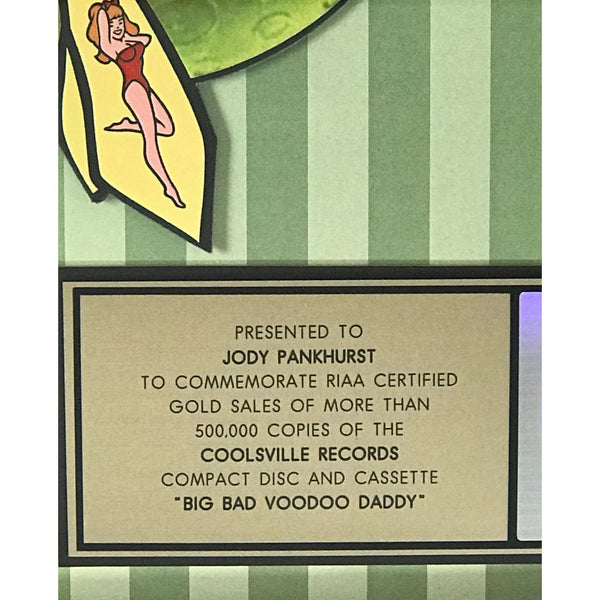 PRESENTED TO
JODY PANKHURST
TO COMMEMORATE RIAA CERTIFIED
GOLD SALES OF MORE THAN
500,000 COPIES OF THE
COOLSVILLE RECORDS
COMPACT DISC AND CASSETTE
"BIG BAD VOODOO DADDY"